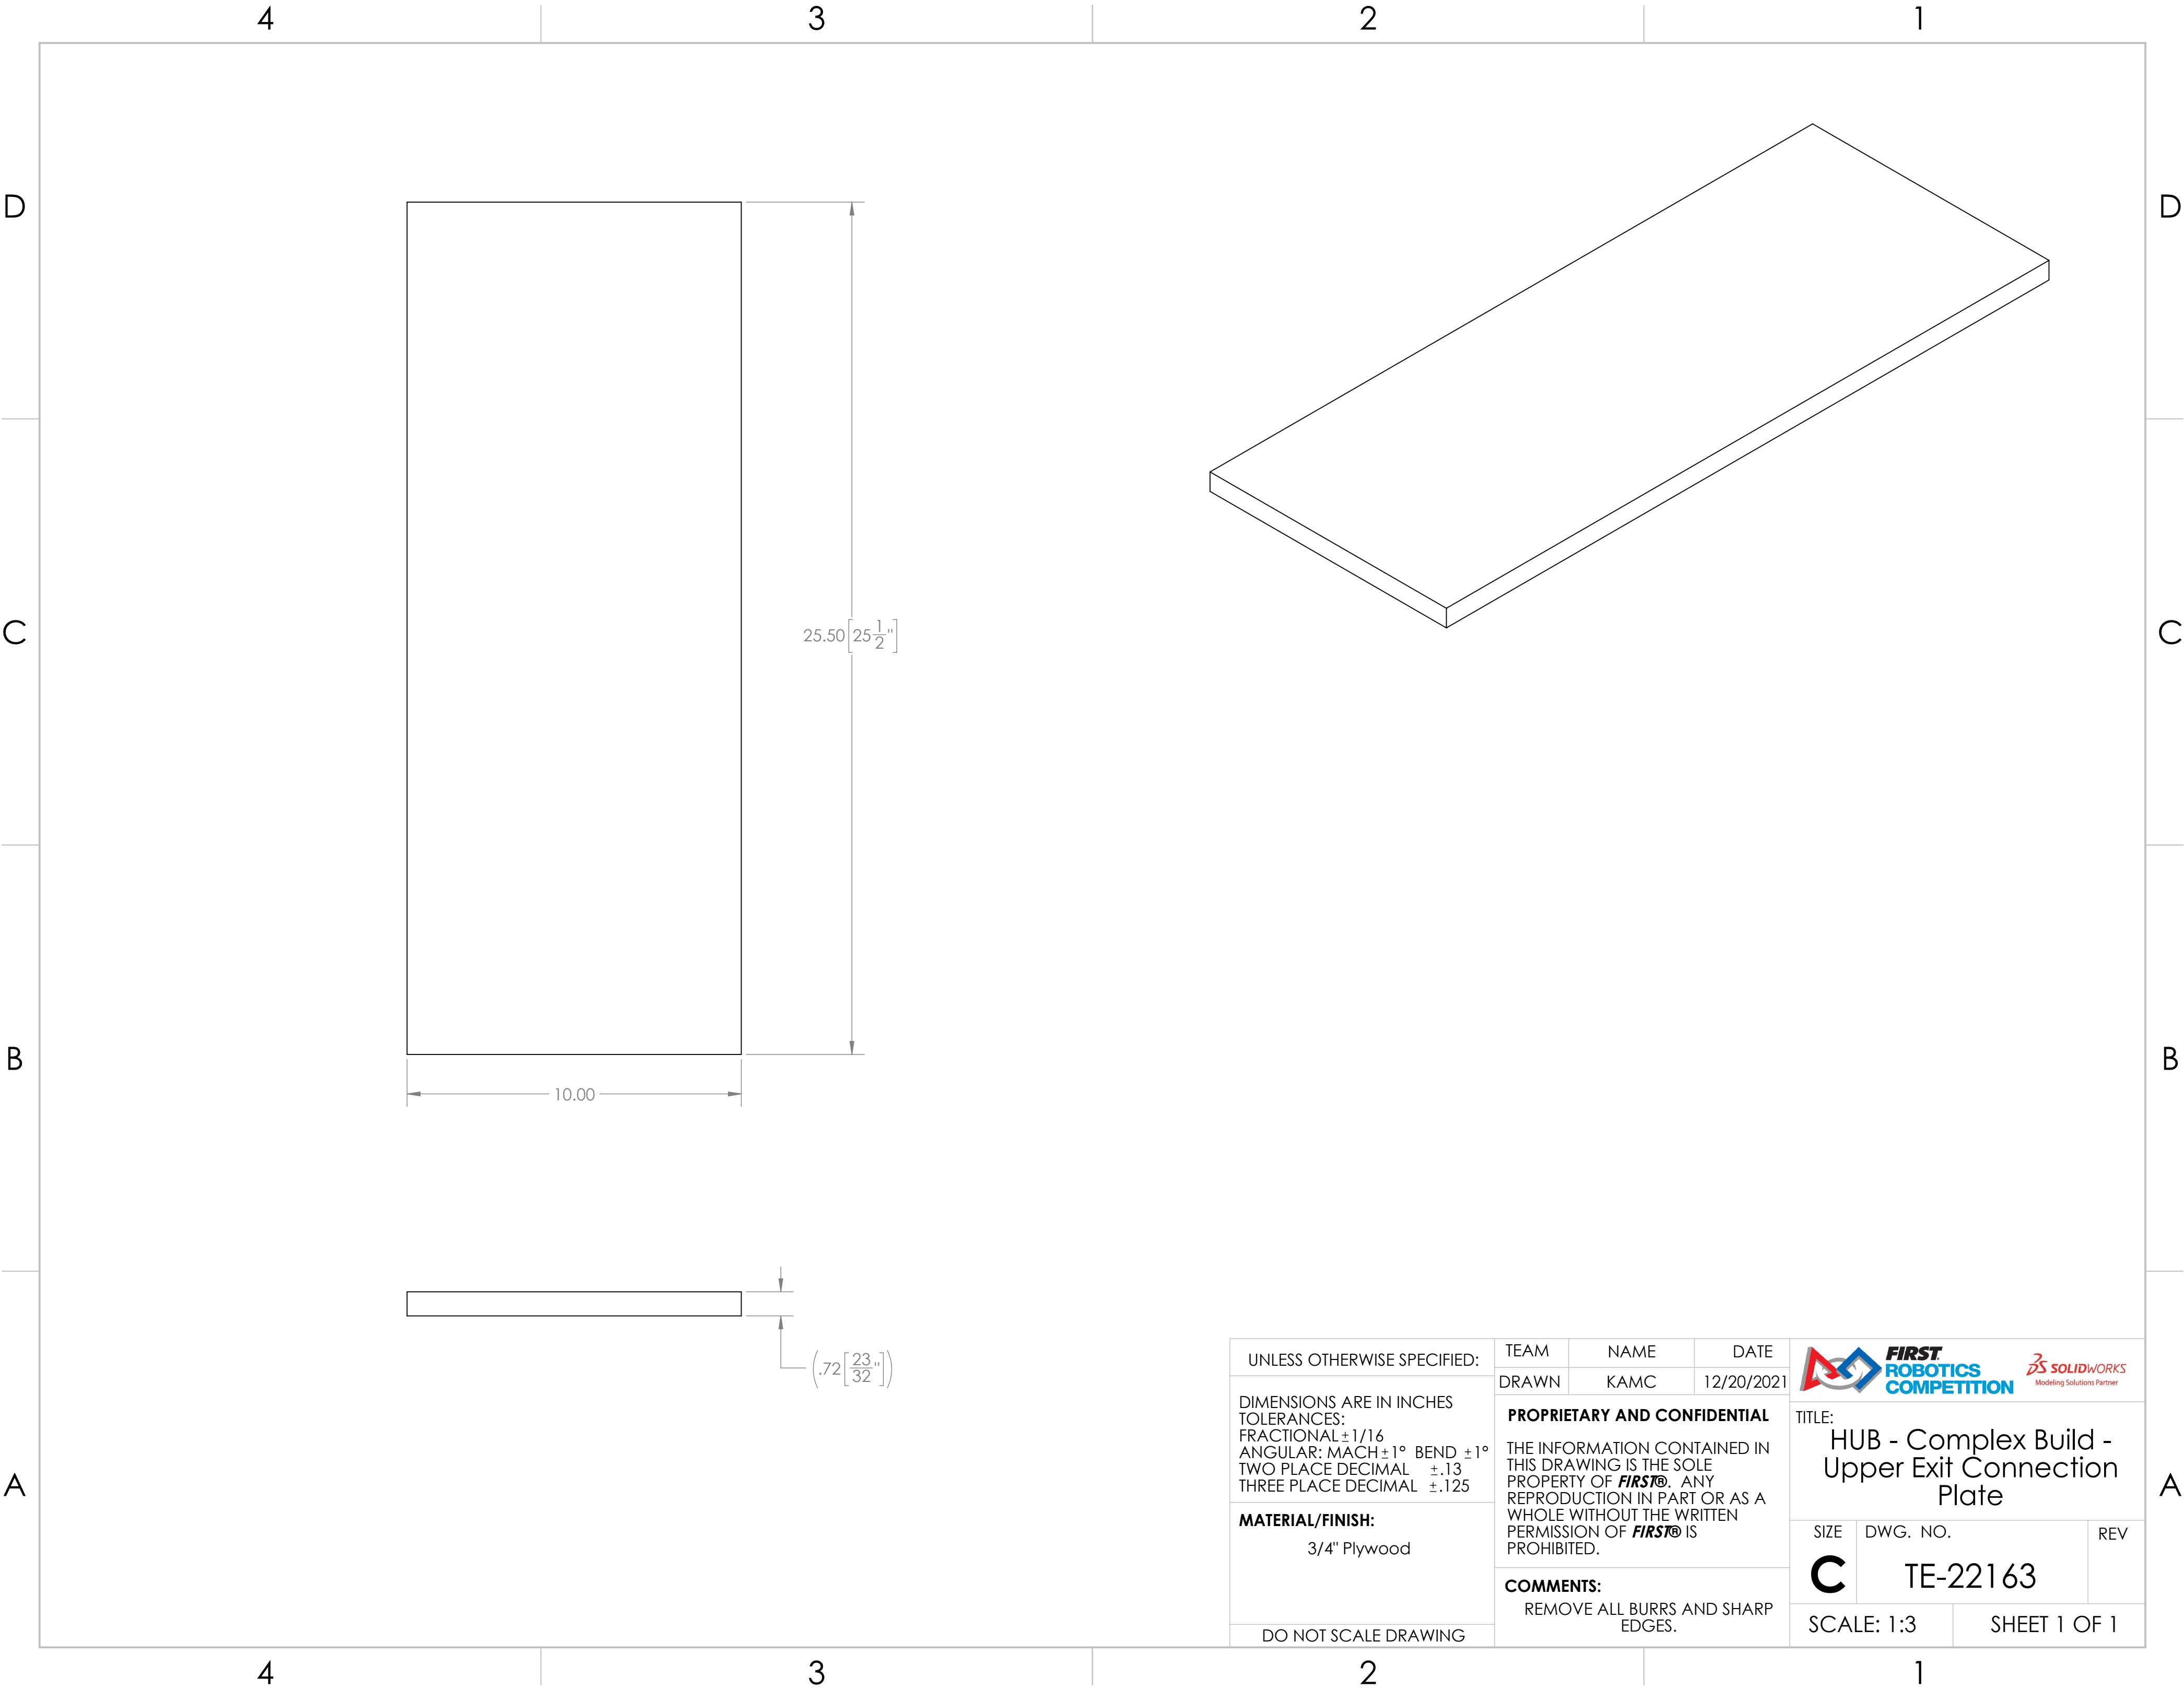 4 3 2 1
D D
C C
B B
A A
25.50[25 1/2"]
10.00
(.72[23/32"])
UNLESS OTHERWISE SPECIFIED:
DIMENSIONS ARE IN INCHES
TOLERANCES:
FRACTIONAL ±1/16
ANGULAR: MACH ±1° BEND ±1°
TWO PLACE DECIMAL ±.13
THREE PLACE DECIMAL ±.125
MATERIAL/FINISH:
3/4" Plywood
DO NOT SCALE DRAWING
TEAM NAME DATE
DRAWN KAMC 12/20/2021
PROPRIETARY AND CONFIDENTIAL
THE INFORMATION CONTAINED IN
THIS DRAWING IS THE SOLE
PROPERTY OF FIRST®. ANY
REPRODUCTION IN PART OR AS A
WHOLE WITHOUT THE WRITTEN
PERMISSION OF FIRST® IS
PROHIBITED.
COMMENTS:
REMOVE ALL BURRS AND SHARP
EDGES.
FIRST.
ROBOTICS
COMPETITION
SOLIDWORKS
Modeling Solutions Partner
TITLE:
HUB - Complex Build -
Upper Exit Connection
Plate
SIZE DWG. NO. REV
C TE-22163
SCALE: 1:3 SHEET 1 OF 1
4 3 2 1